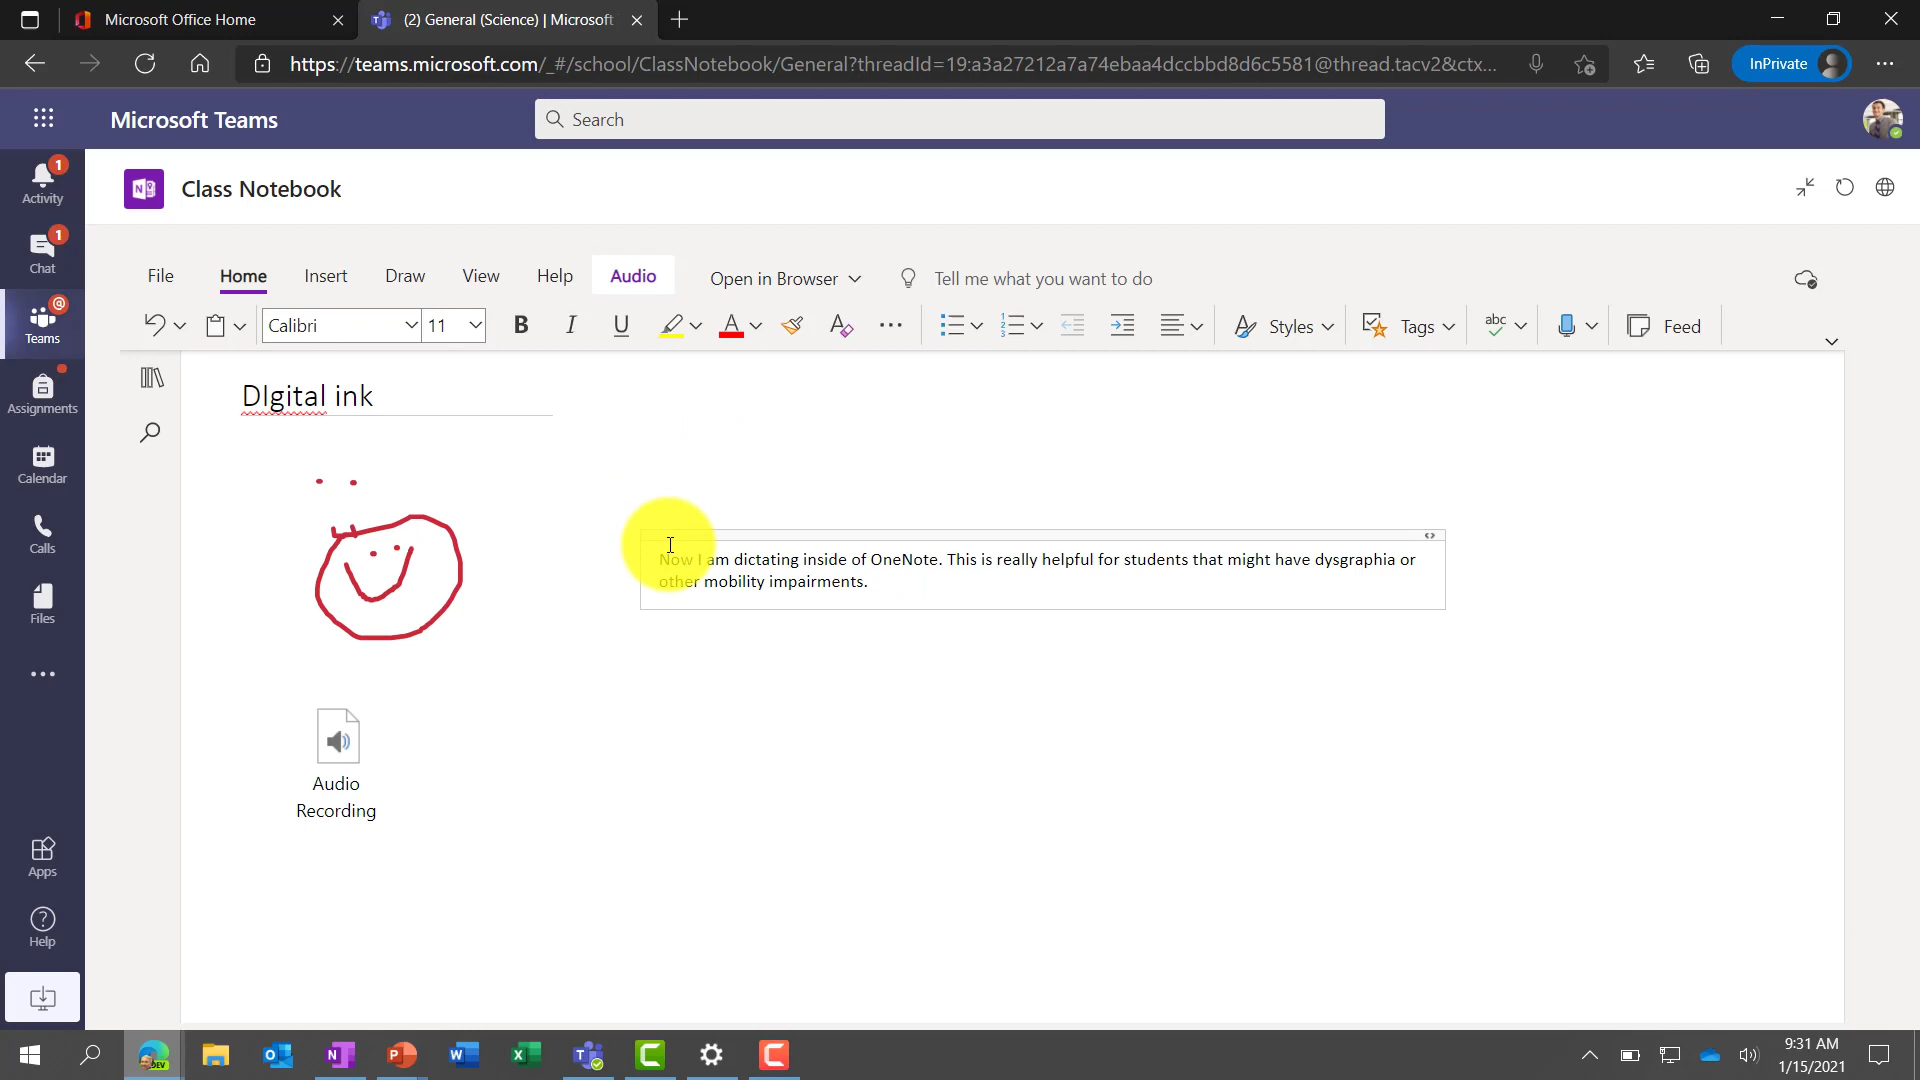 Microsoft Office Home
(2) General (Science) | Microsoft
https://teams.microsoft.com/_#/school/ClassNotebook/General?threadId=19:a3a27212a7a74ebaa4dccbbd8d6c5581@thread.tacv2&ctx...
InPrivate
Microsoft Teams
Search
Activity
1
Chat
1
Teams
Assignments
Calendar
Calls
Files
Apps
Help
Class Notebook
File Home Insert Draw View Help Audio Open in Browser Tell me what you want to do
Calibri 11 B I U A A Styles Tags abc Feed
DIgital ink
Now I am dictating inside of OneNote. This is really helpful for students that might have dysgraphia or
other mobility impairments.
Audio
Recording
9:31 AM
1/15/2021